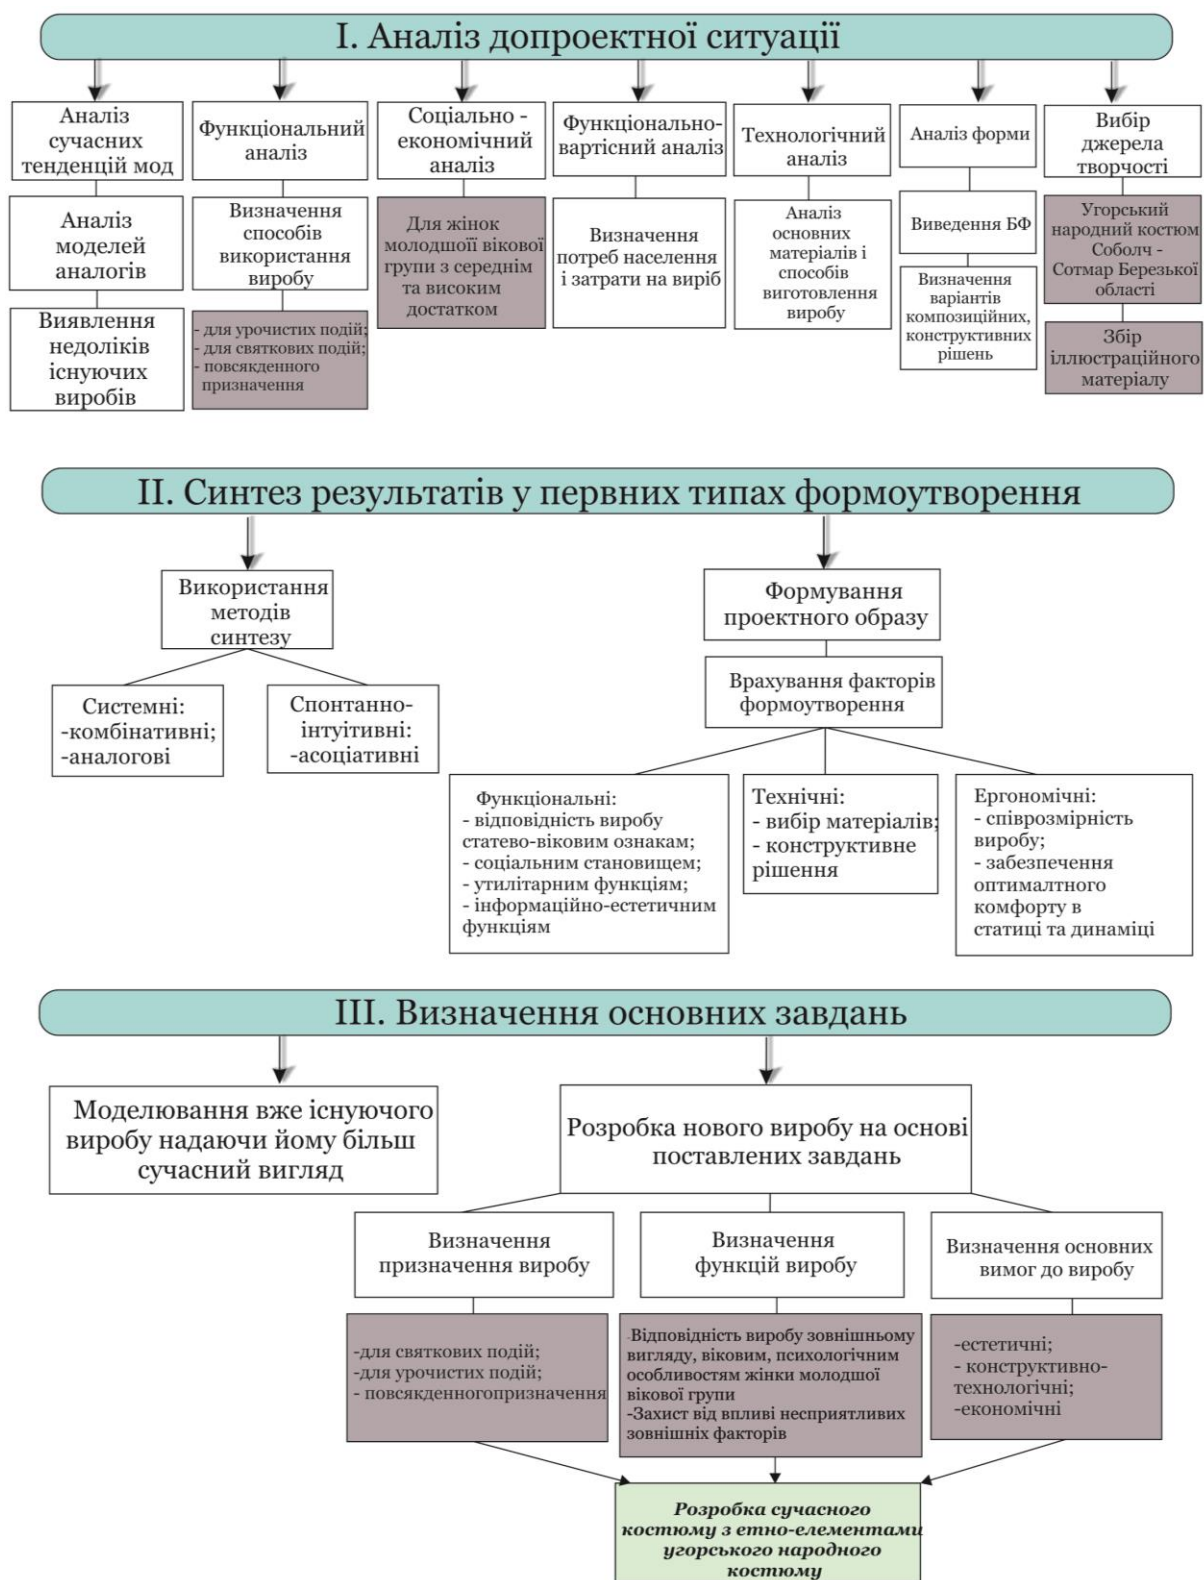 I. Аналіз допроектної ситуації
Аналіз
сучасних
тенденцій мод
Аналіз
моделей
аналогів
Виявлення
недоліків
існуючих
виробів
Функціональний
аналіз
Визначення
способів
використання
виробу
- для урочистих подій;
- для святкових подій;
- повсякденного
призначення
Соціально -
економічний
аналіз
Для жінок
молодшої вікової
групи з середнім
та високим
достатком
Функціонально-
вартісний аналіз
Визначення
потреб населення
і затрати на виріб
Технологічний
аналіз
Аналіз
основних
матеріалів і
способів
виготовлення
виробу
Аналіз форми
Виведення БФ
Визначення
варіантів
композиційних,
конструктивних
рішень
Вибір
джерела
творчості
Угорський
народний костюм
Соболч -
Сотмар Березької
області
Збір
іллюстраційного
матеріалу
II. Синтез результатів у первних типах формоутворення
Використання
методів
синтезу
Системні:
-комбінативні;
-аналогові
Спонтанно-
інтуітивні:
-асоціативні
Формування
проектного образу
Врахування факторів
формоутворення
Функціональні:
- відповідність виробу
статево-віковим ознакам;
- соціальним становищем;
- утилітарним функціям;
- інформаційно-естетичним
функціям
Технічні:
- вибір матеріалів;
- конструктивне
рішення
Ергономічні:
- співрозмірність
виробу;
- забезпечення
оптималтного
комфорту в
статиці та динаміці
III. Визначення основних завдань
Моделювання вже існуючого
виробу надаючи йому більш
сучасний вигляд
Розробка нового виробу на основі
поставлених завдань
Визначення
призначення виробу
-для святкових подій;
-для урочистих подій;
- повсякденногопризначення
Визначення
функцій виробу
-Відповідність виробу зовнішньому
вигляду, віковим, психологічним
особливостям жінки молодшої
вікової групи
-Захист від впливі несприятливих
зовнішніх факторів
Визначення основних
вимог до виробу
-естетичні;
- конструктивно-
технологічні;
-економічні
Розробка сучасного
костюму з етно-елементами
угорського народного
костюму